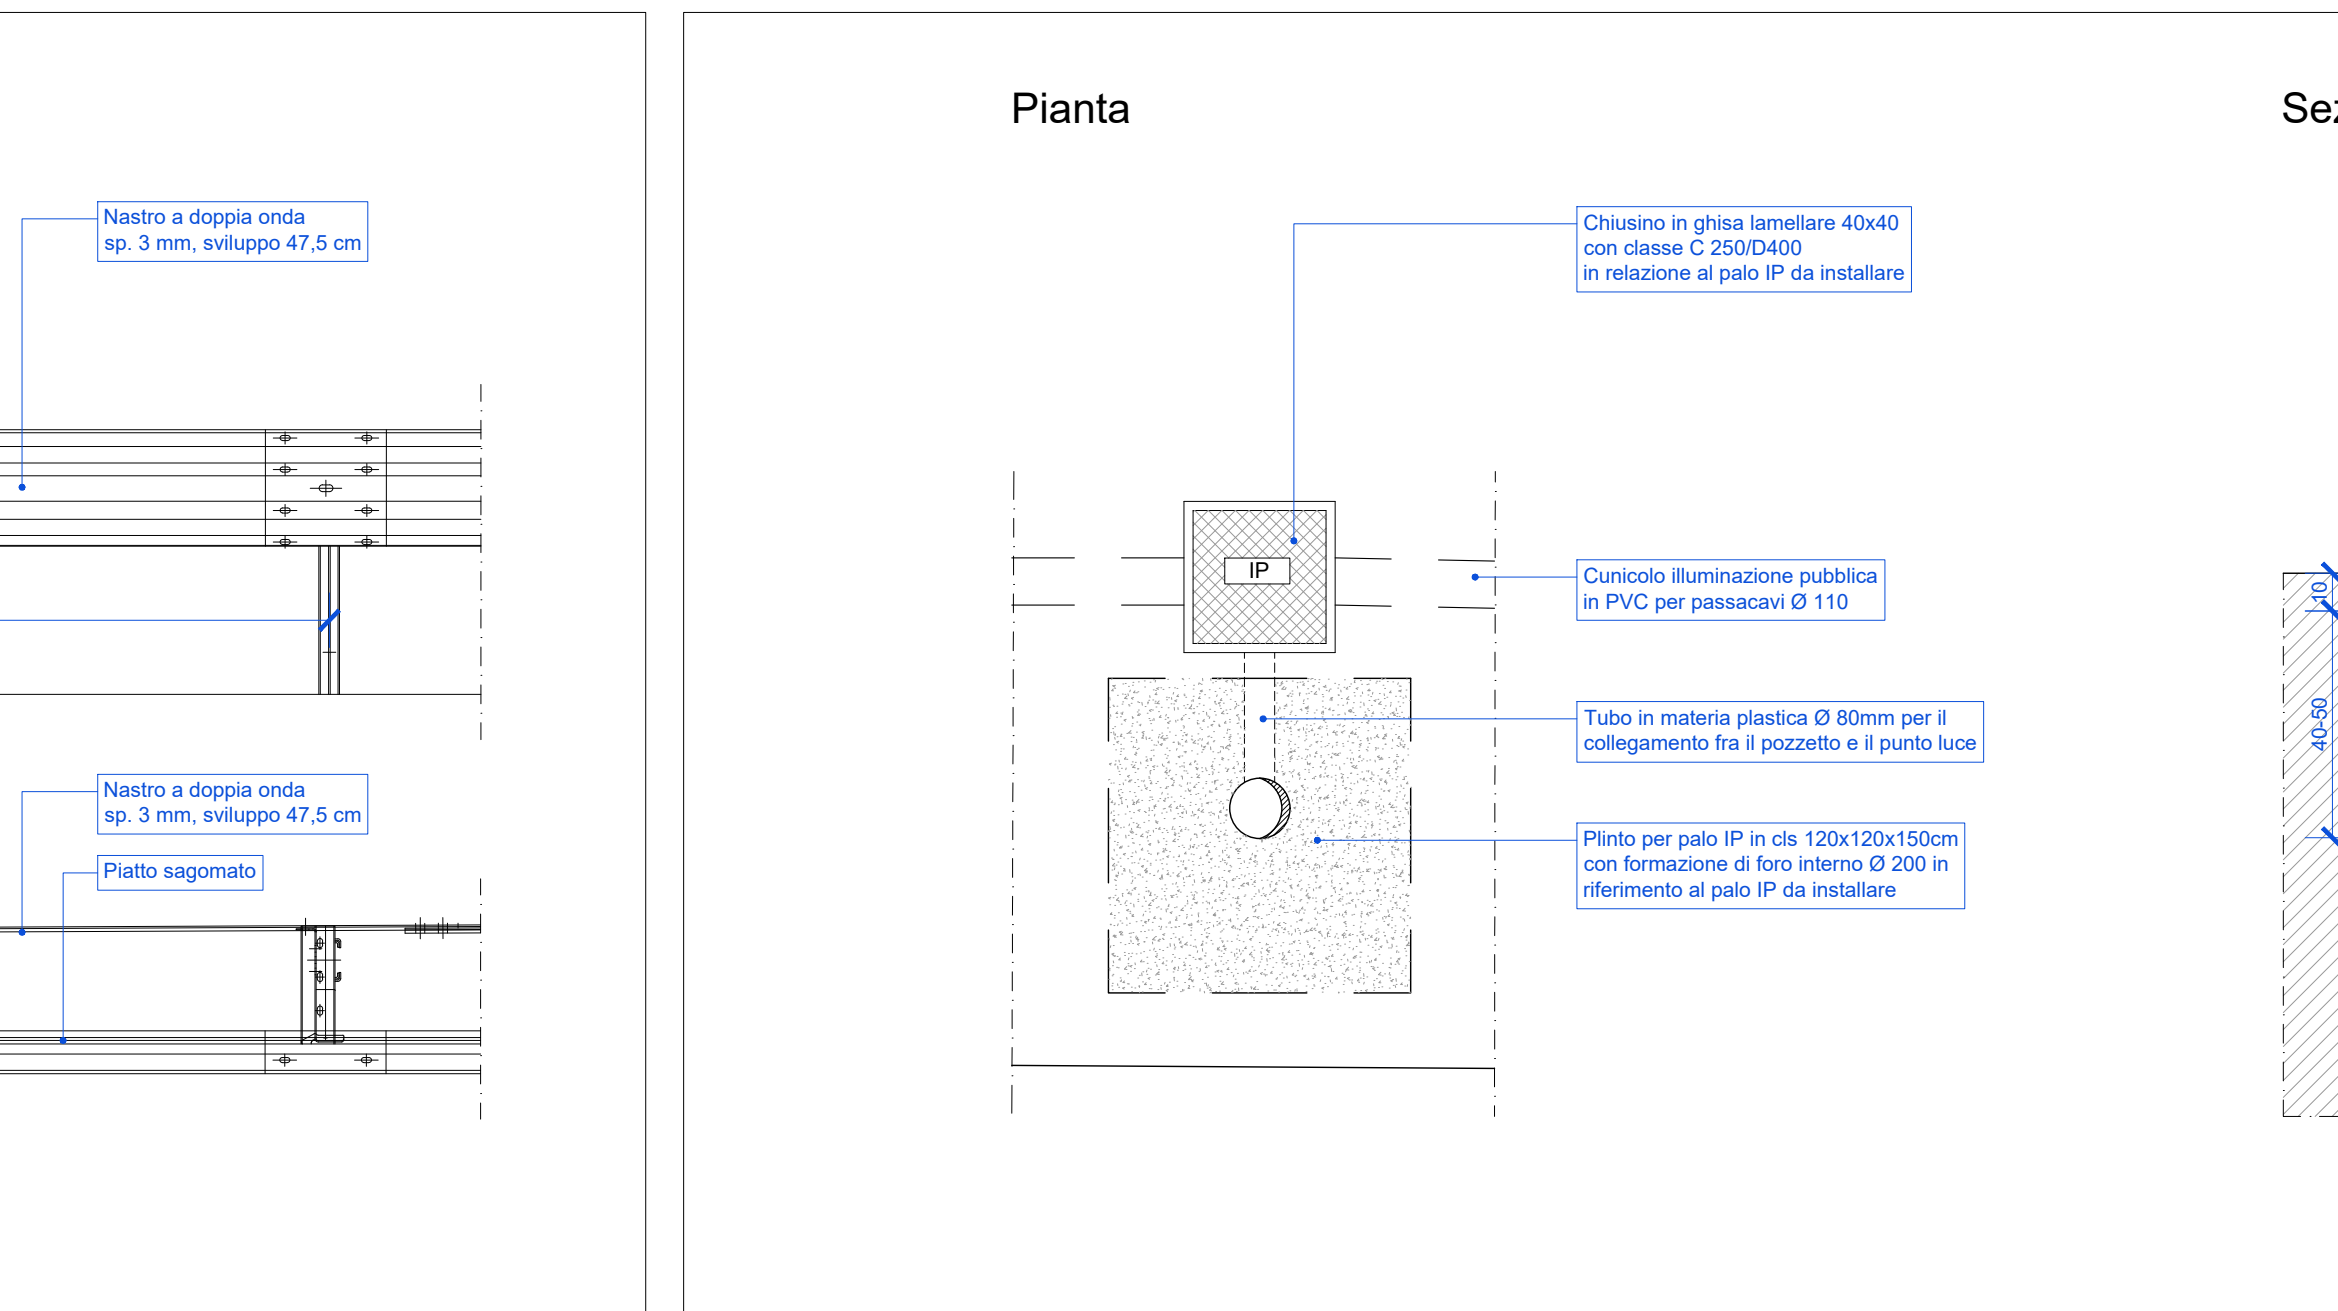 Nastro a doppia onda
sp. 3 mm, sviluppo 47,5 cm
Nastro a doppia onda
sp. 3 mm, sviluppo 47,5 cm
Piatto sagomato
Pianta
Chiusino in ghisa lamellare 40x40
con classe C 250/D400
in relazione al palo IP da installare
IP
Cunicolo illuminazione pubblica
in PVC per passacavi Ø 110
Tubo in materia plastica Ø 80mm per il
collegamento fra il pozzetto e il punto luce
Plinto per palo IP in cls 120x120x150cm
con formazione di foro interno Ø 200 in
riferimento al palo IP da installare
10
40-50